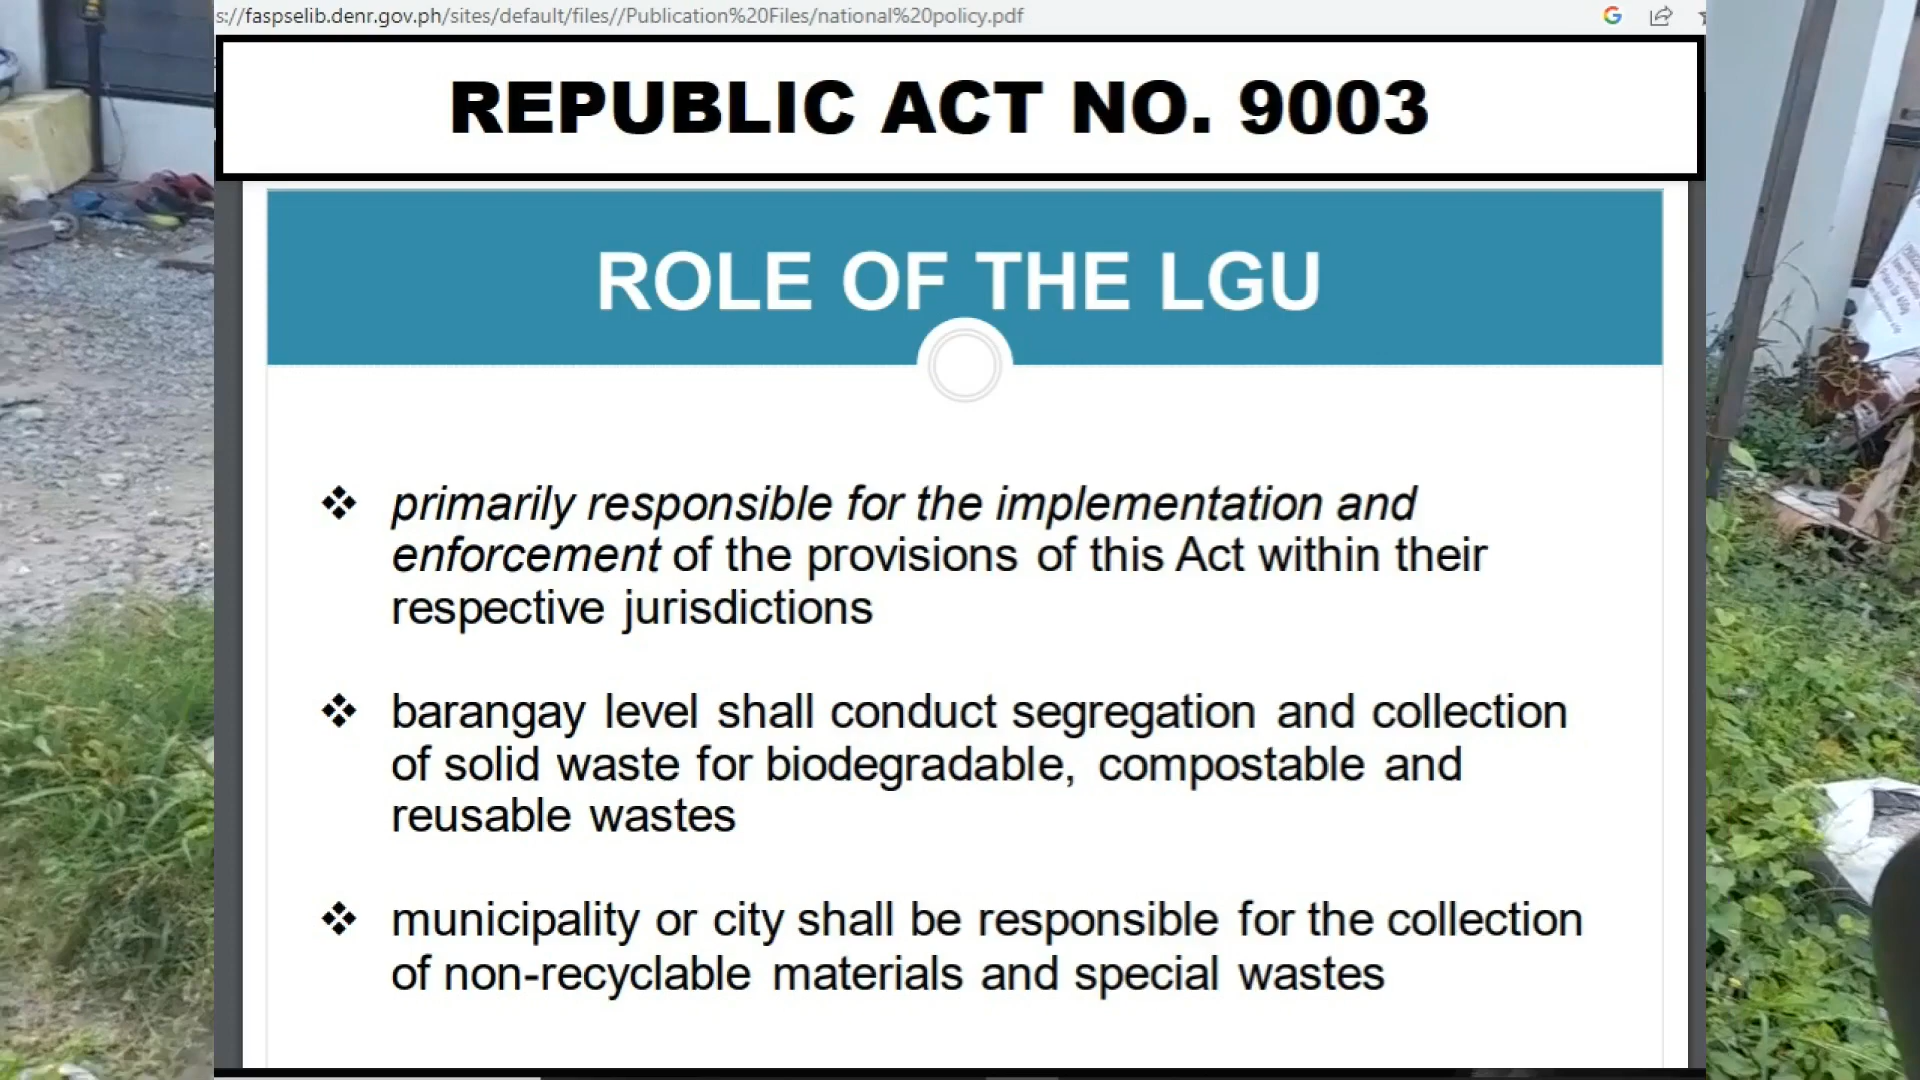 s://faspselib.denr.gov.ph/sites/default/files//Publication%20Files/national%20policy.pdf
REPUBLIC ACT NO. 9003
ROLE OF THE LGU
❖ primarily responsible for the implementation and
enforcement of the provisions of this Act within their
respective jurisdictions
❖ barangay level shall conduct segregation and collection
of solid waste for biodegradable, compostable and
reusable wastes
❖ municipality or city shall be responsible for the collection
of non-recyclable materials and special wastes